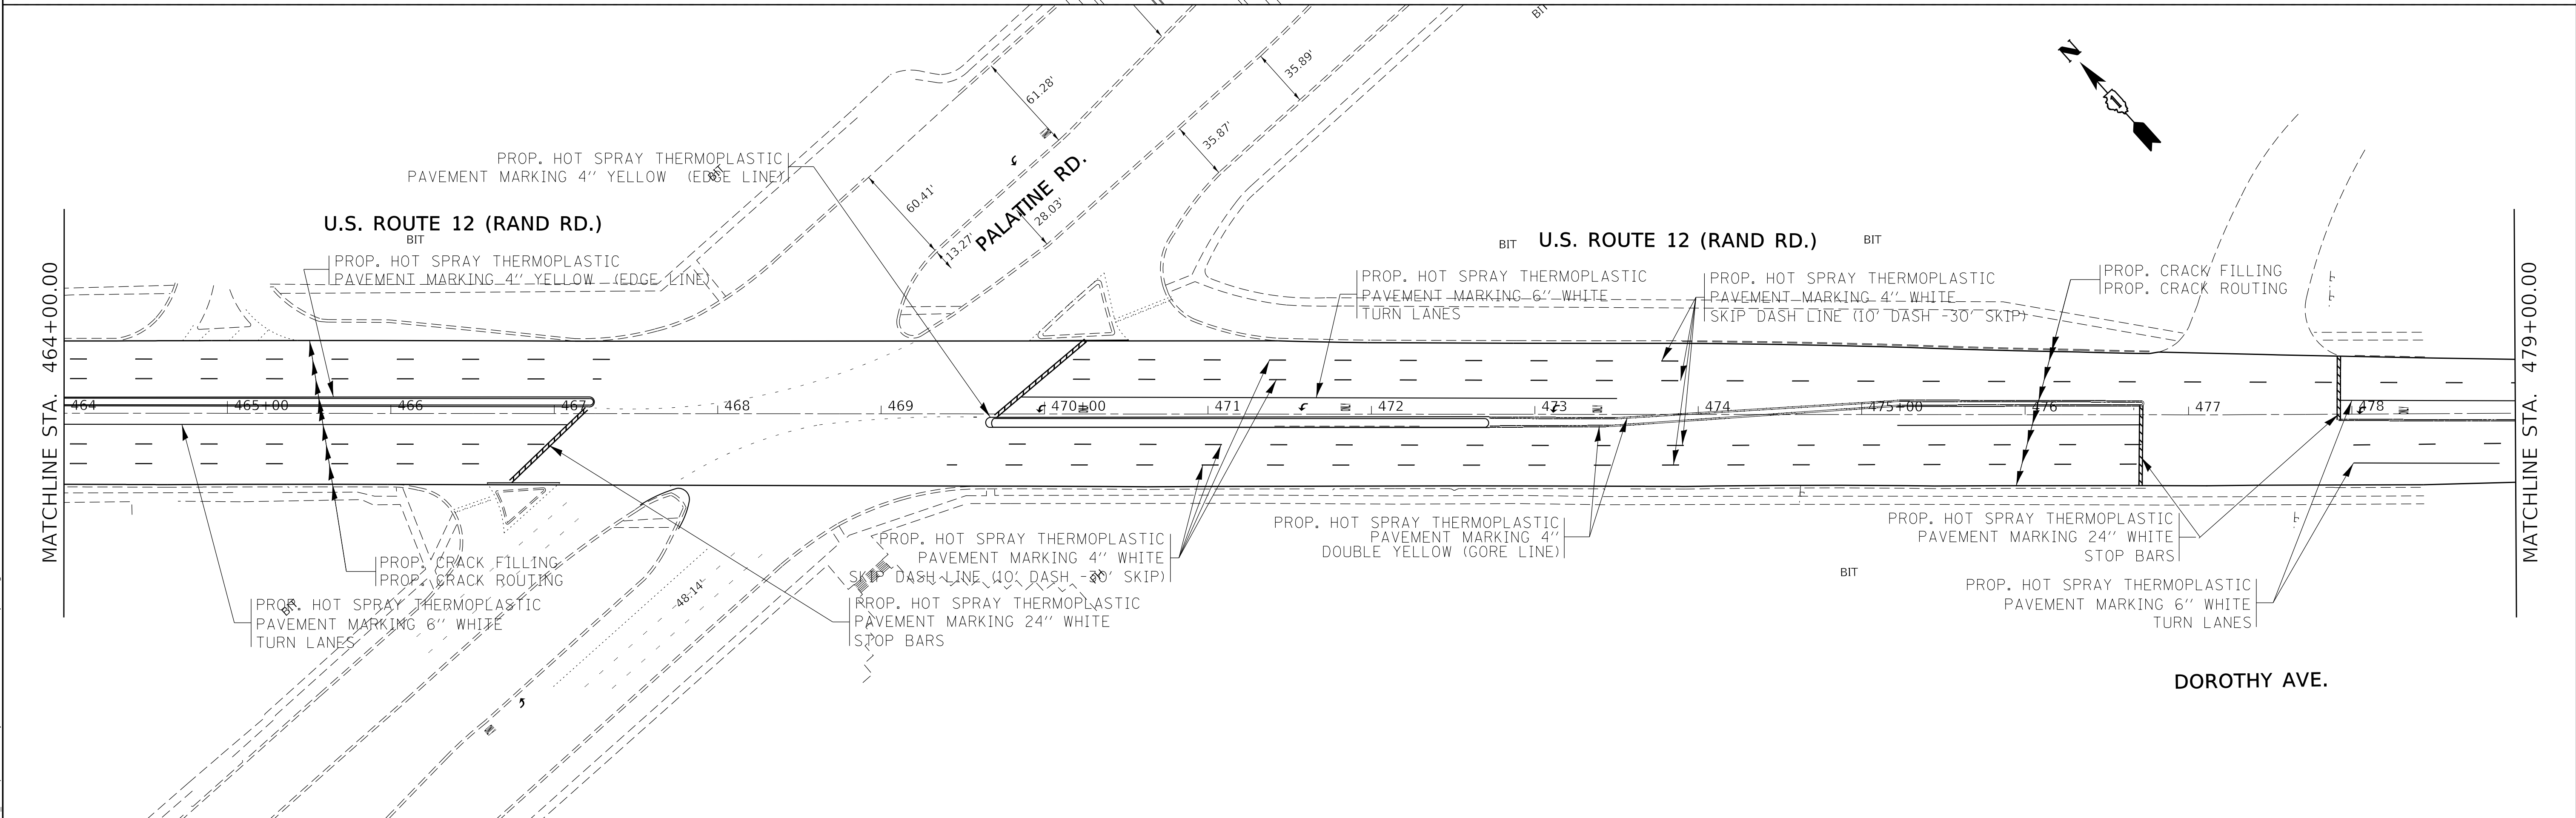 BIT
35.89'
61.28'
35.87'
N
1
PROP. HOT SPRAY THERMOPLASTIC
PAVEMENT MARKING 4'' YELLOW (EDGE LINE)
BIT
PALATINE RD.
60.41'
28.03'
13.27'
U.S. ROUTE 12 (RAND RD.)
BIT
PROP. HOT SPRAY THERMOPLASTIC
PAVEMENT MARKING 4'' YELLOW (EDGE LINE)
BIT
U.S. ROUTE 12 (RAND RD.)
BIT
PROP. HOT SPRAY THERMOPLASTIC
PAVEMENT MARKING 6'' WHITE
TURN LANES
PROP. HOT SPRAY THERMOPLASTIC
PAVEMENT MARKING 4'' WHITE
SKIP DASH LINE (10' DASH -30' SKIP)
PROP. CRACK FILLING
PROP. CRACK ROUTING
MATCHLINE STA. 464+00.00
MATCHLINE STA. 479+00.00
464
465+00
466
467
468
469
470+00
471
472
473
474
475+00
476
477
478
PROP. CRACK FILLING
PROP. CRACK ROUTING
PROP. HOT SPRAY THERMOPLASTIC
PAVEMENT MARKING 6'' WHITE
TURN LANES
BIT
48.14'
PROP. HOT SPRAY THERMOPLASTIC
PAVEMENT MARKING 4'' WHITE
SKIP DASH LINE (10' DASH -30' SKIP)
PROP. HOT SPRAY THERMOPLASTIC
PAVEMENT MARKING 24'' WHITE
STOP BARS
PROP. HOT SPRAY THERMOPLASTIC
PAVEMENT MARKING 4''
DOUBLE YELLOW (GORE LINE)
PROP. HOT SPRAY THERMOPLASTIC
PAVEMENT MARKING 24'' WHITE
STOP BARS
BIT
PROP. HOT SPRAY THERMOPLASTIC
PAVEMENT MARKING 6'' WHITE
TURN LANES
DOROTHY AVE.